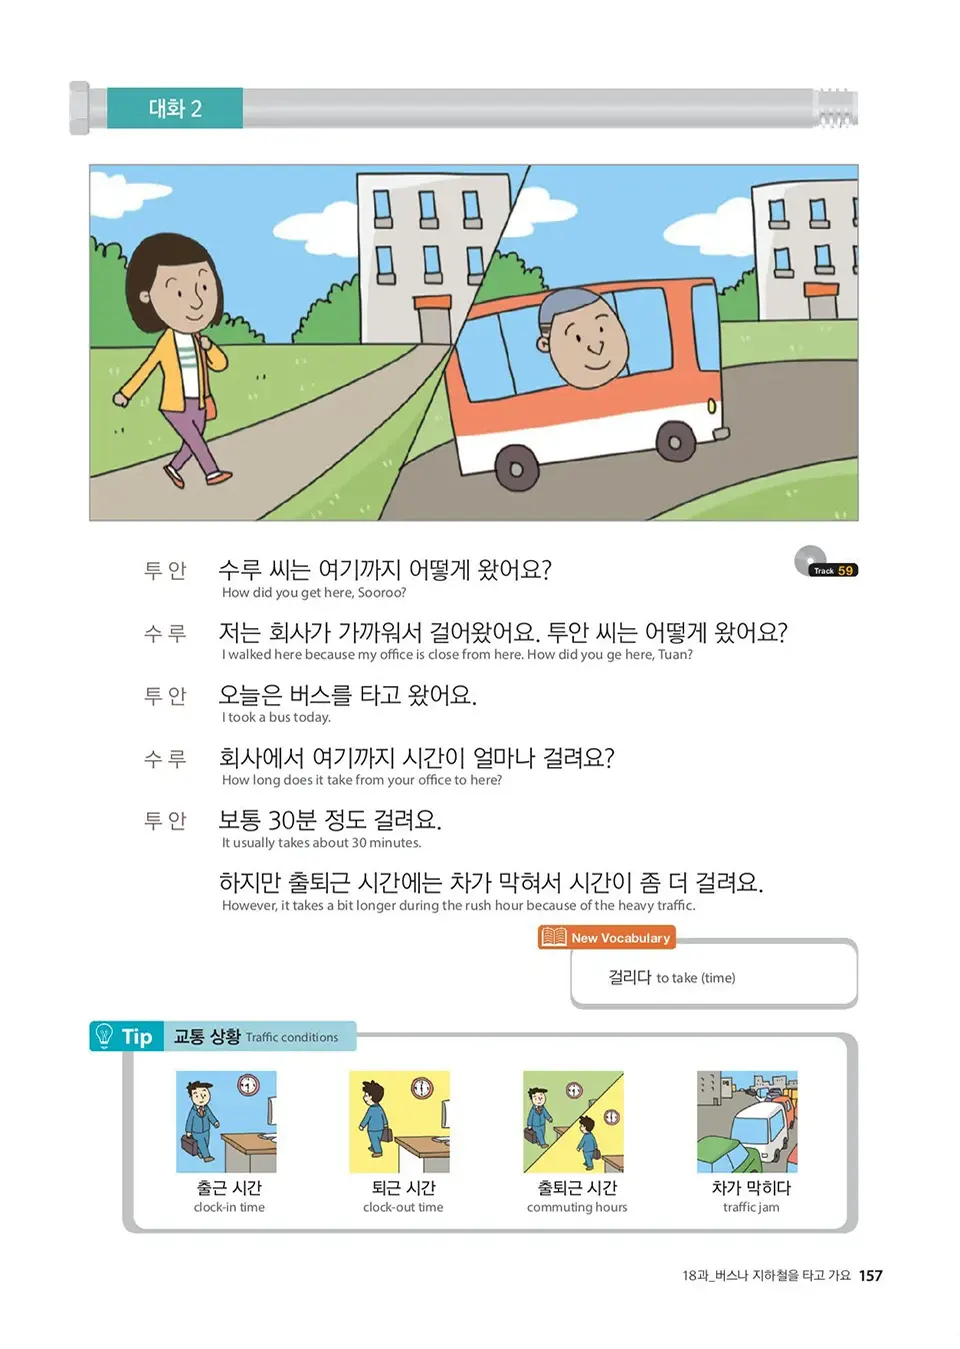 대화 2
투 안 수루 씨는 여기까지 어떻게 왔어요?
How did you get here, Sooroo?
Track 59
수 루 저는 회사가 가까워서 걸어왔어요. 투안 씨는 어떻게 왔어요?
I walked here because my office is close from here. How did you ge here, Tuan?
투 안 오늘은 버스를 타고 왔어요.
I took a bus today.
수 루 회사에서 여기까지 시간이 얼마나 걸려요?
How long does it take from your office to here?
투 안 보통 30분 정도 걸려요.
It usually takes about 30 minutes.
하지만 출퇴근 시간에는 차가 막혀서 시간이 좀 더 걸려요.
However, it takes a bit longer during the rush hour because of the heavy traffic.
New Vocabulary
걸리다 to take (time)
Tip 교통 상황 Traffic conditions
출근 시간
clock-in time
퇴근 시간
clock-out time
출퇴근 시간
commuting hours
차가 막히다
traffic jam
18과_버스나 지하철을 타고 가요 157